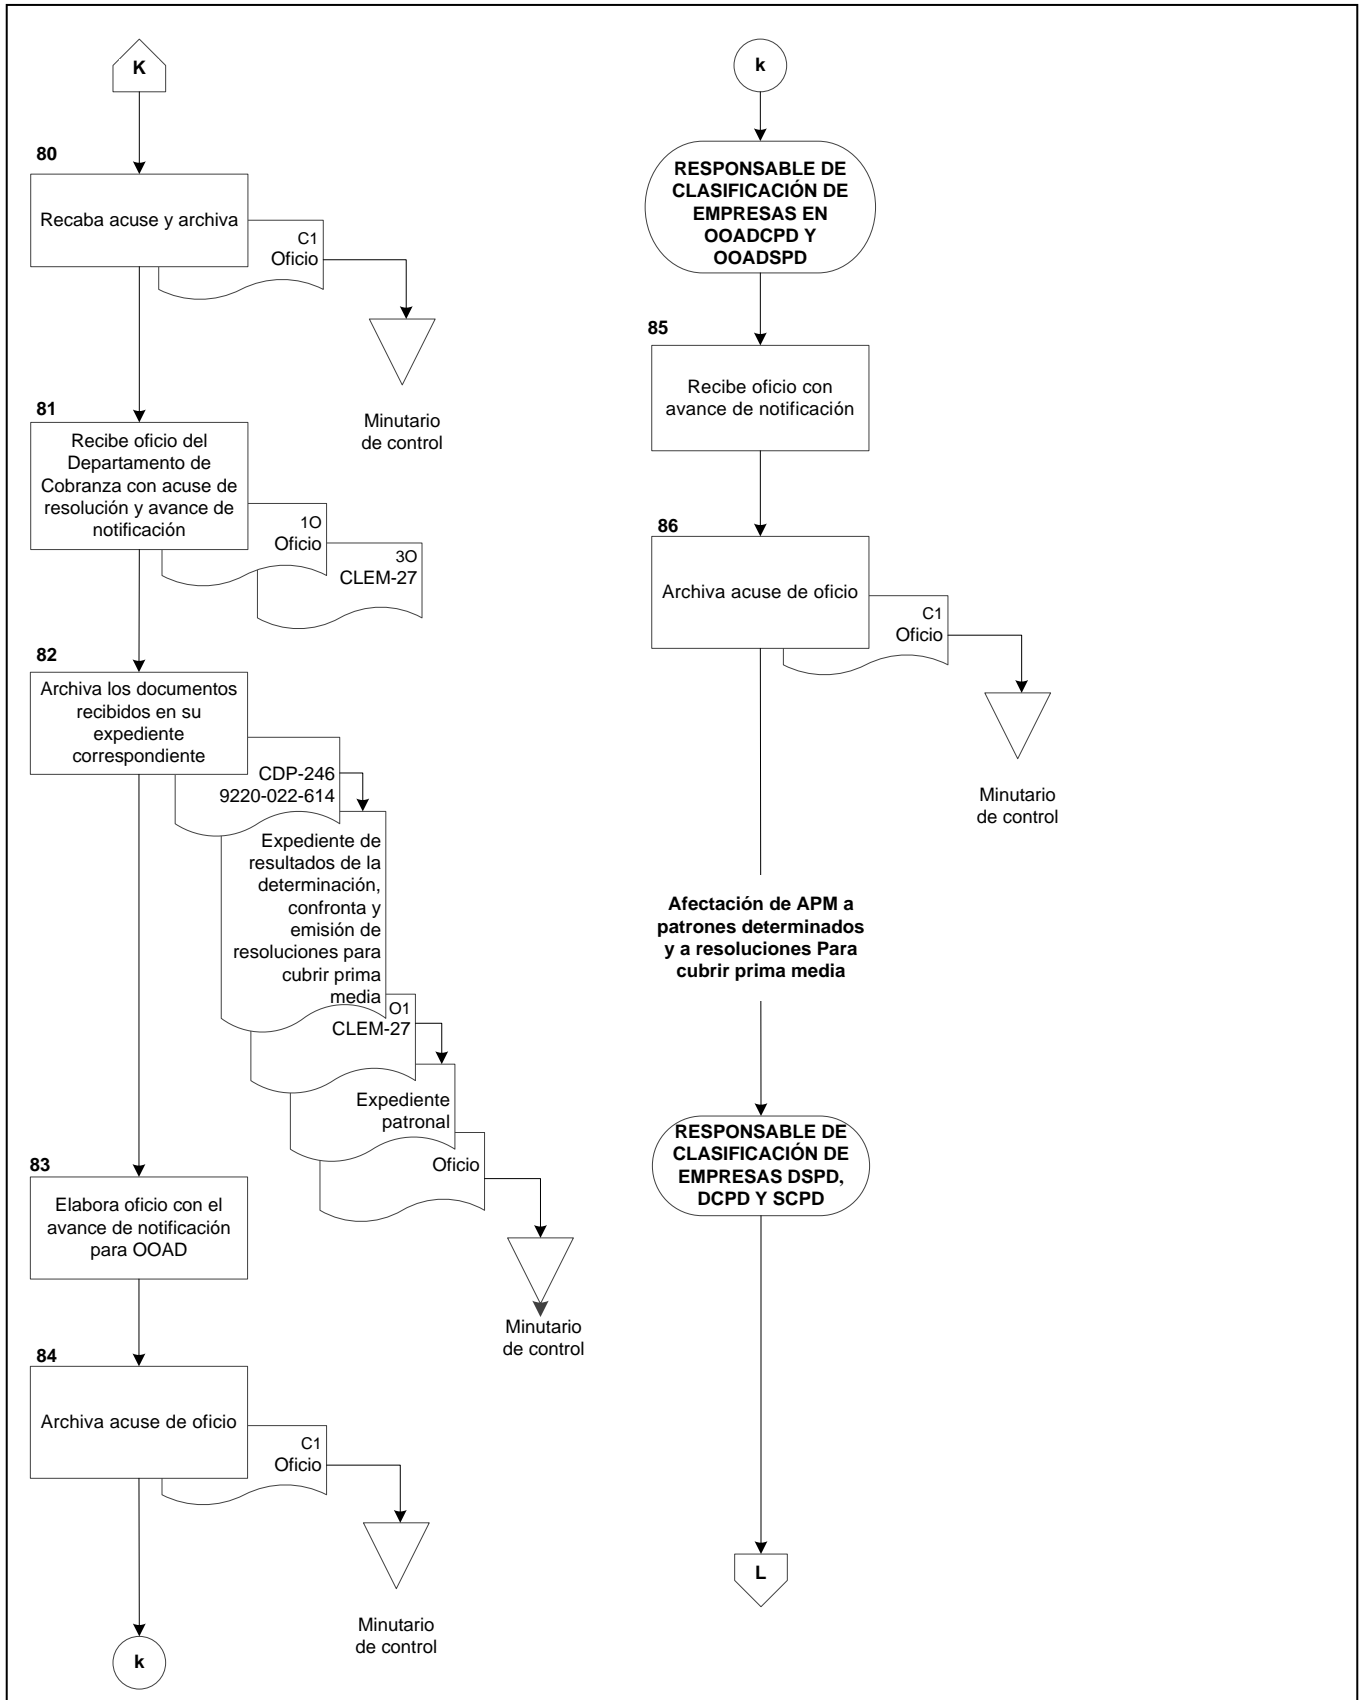 K
80
Recaba acuse y archiva
C1
Oficio
Minutario
de control
81
Recibe oficio del
Departamento de
Cobranza con acuse de
resolución y avance de
notificación
1O
Oficio
3O
CLEM-27
82
Archiva los documentos
recibidos en su
expediente
correspondiente
CDP-246
9220-022-614
Expediente de
resultados de la
determinación,
confronta y
emisión de
resoluciones para
cubrir prima
media
O1
CLEM-27
Expediente
patronal
Oficio
Minutario
de control
83
Elabora oficio con el
avance de notificación
para OOAD
84
Archiva acuse de oficio
C1
Oficio
Minutario
de control
k
k
RESPONSABLE DE
CLASIFICACIÓN DE
EMPRESAS EN
OOADCPD Y
OOADSPD
85
Recibe oficio con
avance de notificación
86
Archiva acuse de oficio
C1
Oficio
Minutario
de control
Afectación de APM a
patrones determinados
y a resoluciones Para
cubrir prima media
RESPONSABLE DE
CLASIFICACIÓN DE
EMPRESAS DSPD,
DCPD Y SCPD
L